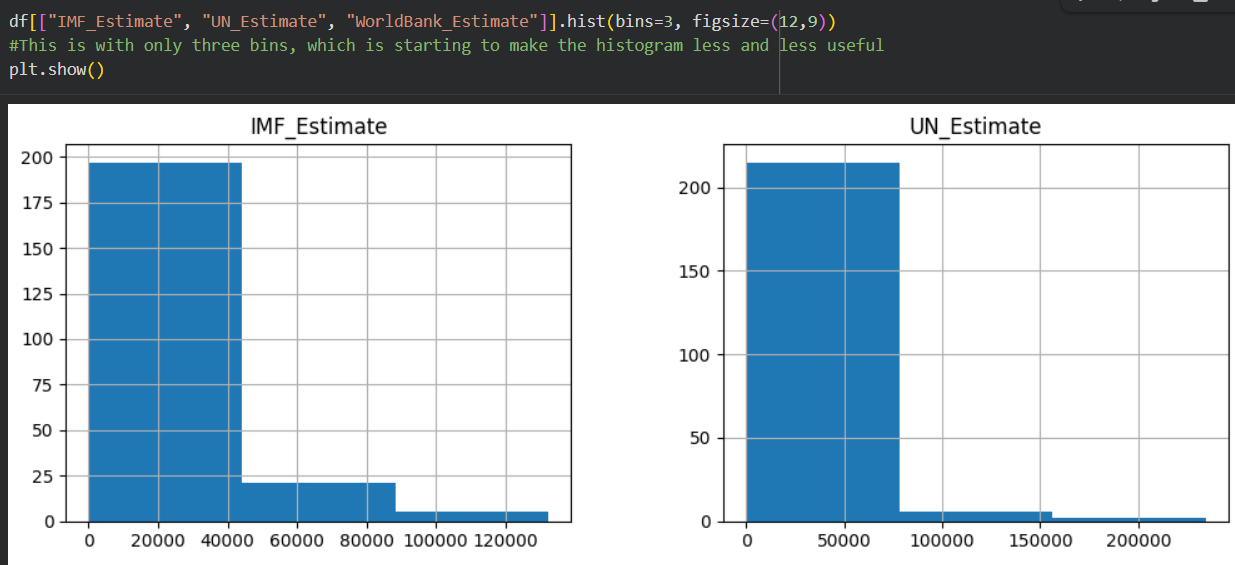 df[["IMF_Estimate", "UN_Estimate", "WorldBank_Estimate"]].hist(bins=3, figsize=(12,9))
#This is with only three bins, which is starting to make the histogram less and less useful
plt.show()
IMF_Estimate
200
175
150
125
100
75
50
25
0
0 20000 40000 60000 80000 100000 120000
UN_Estimate
200
150
100
50
0
0 50000 100000 150000 200000